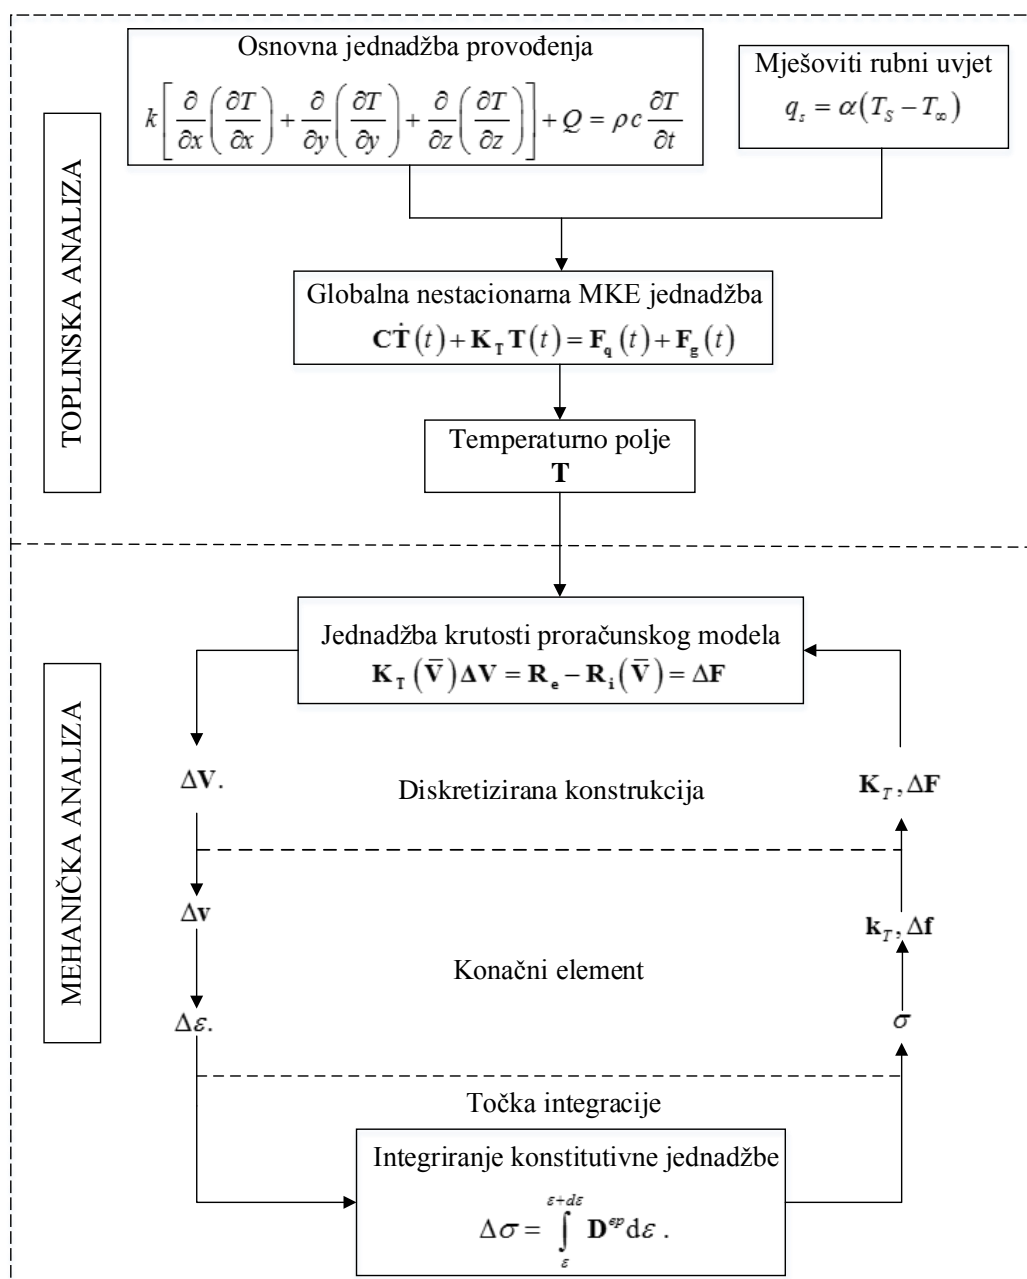 TOPLINSKA ANALIZA
Osnovna jednadžba provođenja
k[∂/∂x(∂T/∂x) + ∂/∂y(∂T/∂y) + ∂/∂z(∂T/∂z)] + Q = ρ c ∂T/∂t
Mješoviti rubni uvjet
qₛ = α(T_S − T_∞)
Globalna nestacionarna MKE jednadžba
CṪ(t) + K_T T(t) = F_q(t) + F_g(t)
Temperaturno polje
T
MEHANIČKA ANALIZA
Jednadžba krutosti proračunskog modela
K_T(V̄)ΔV = R_e − R_i(V̄) = ΔF
ΔV.
Diskretizirana konstrukcija
K_T, ΔF
Δv
k_T, Δf
Konačni element
Δε.
σ
Točka integracije
Integriranje konstitutivne jednadžbe
Δσ = ∫_ε^{ε+dε} D^{ep} dε .